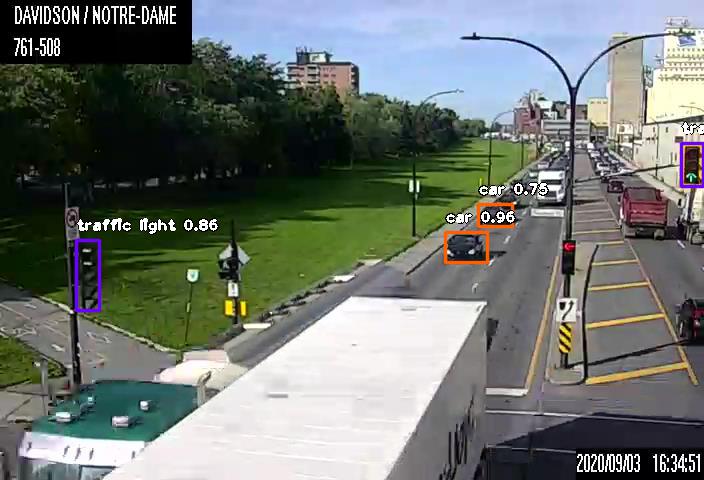 DAVIDSON / NOTRE-DAME
761-508
tra
car 0.75
car 0.96
traffic light 0.86
2020/09/03 16:34:51